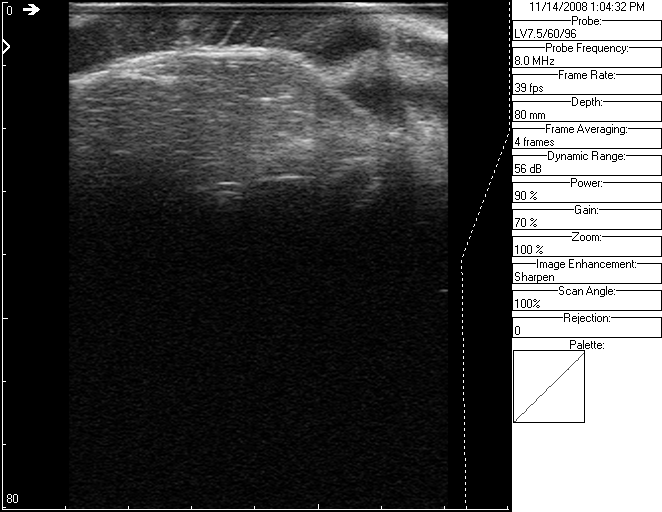 0
80
11/14/2008 1:04:32 PM
Probe:
LV7.5/60/96
Probe Frequency:
8.0 MHz
Frame Rate:
39 fps
Depth:
80 mm
Frame Averaging:
4 frames
Dynamic Range:
56 dB
Power:
90 %
Gain:
70 %
Zoom:
100 %
Image Enhancement:
Sharpen
Scan Angle:
100%
Rejection:
0
Palette: